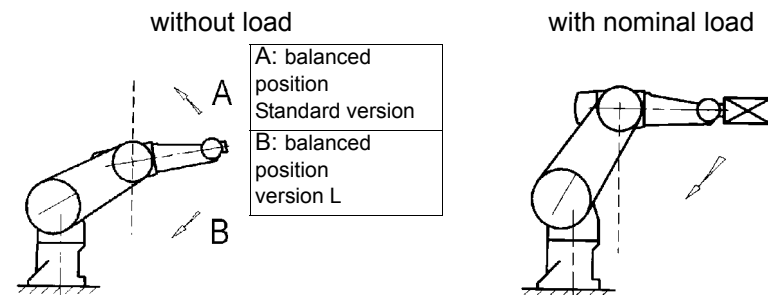 without load
with nominal load
A
A: balanced
position
Standard version
B: balanced
position
version L
B